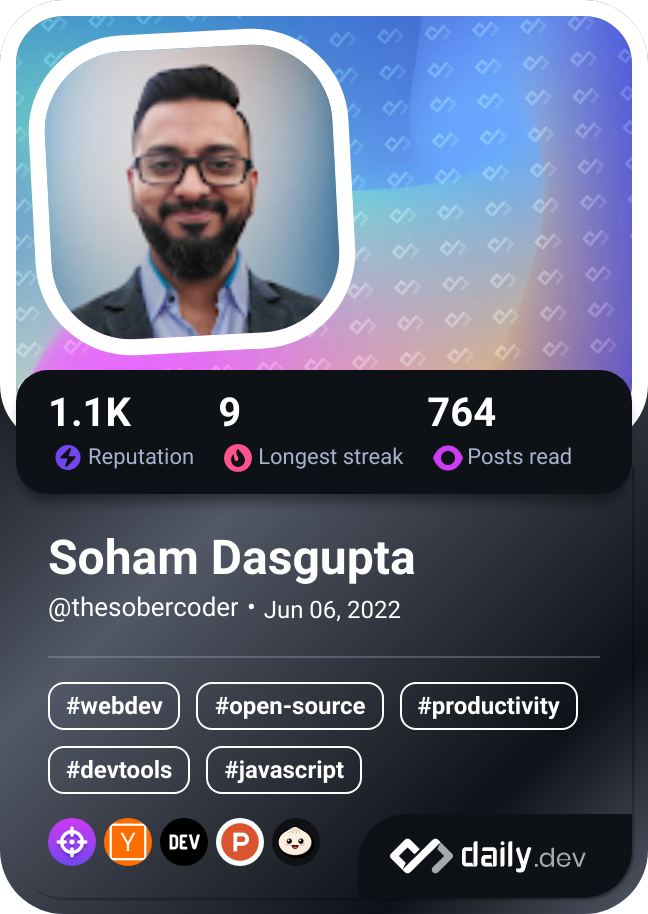 1.1K 9 764
Reputation Longest streak Posts read
Soham Dasgupta
@thesobercoder • Jun 06, 2022
#webdev #open-source #productivity
#devtools #javascript
Y DEV P
daily.dev